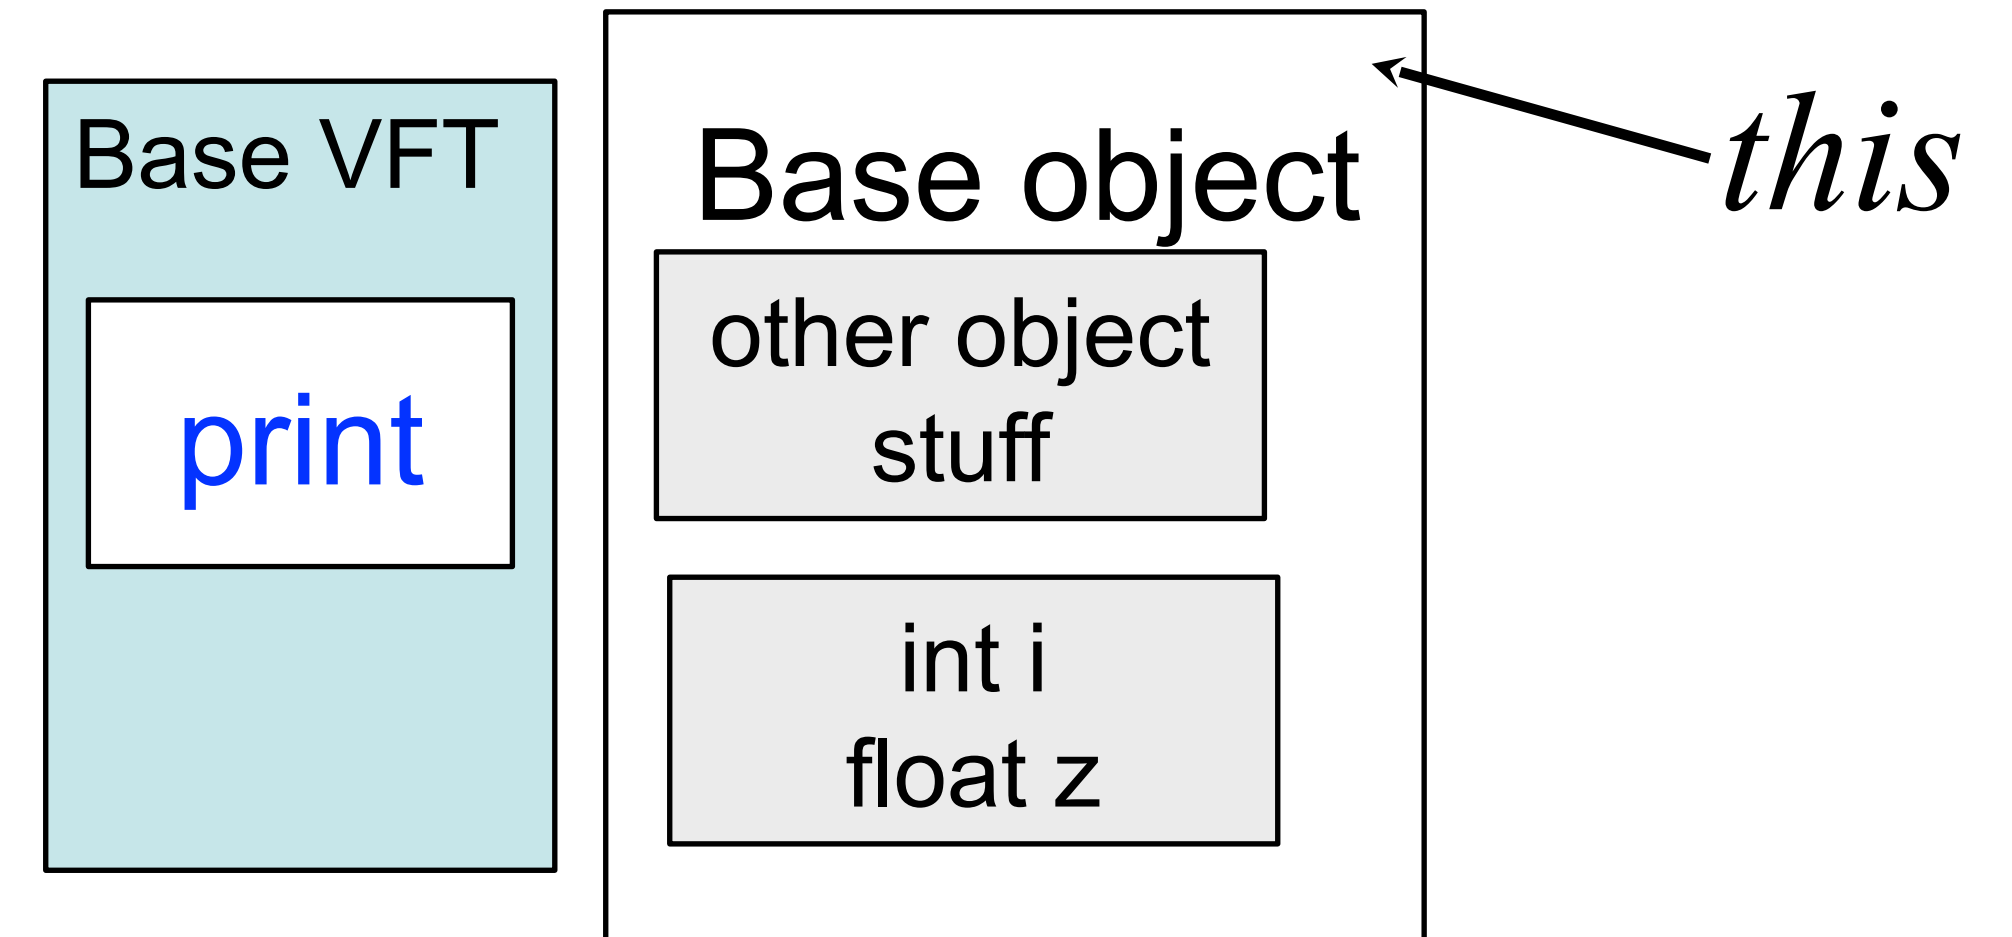 Base VFT
print
Base object
other object
stuff
int i
float z
this